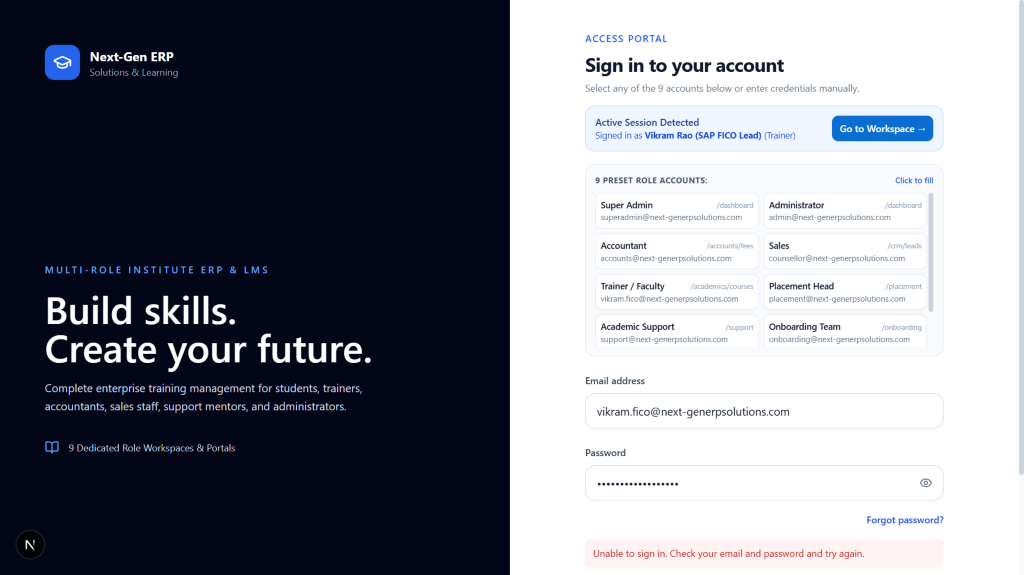 Next-Gen ERP
Solutions & Learning
MULTI-ROLE INSTITUTE ERP & LMS
Build skills.
Create your future.
Complete enterprise training management for students, trainers,
accountants, sales staff, support mentors, and administrators.
9 Dedicated Role Workspaces & Portals
N
ACCESS PORTAL
Sign in to your account
Select any of the 9 accounts below or enter credentials manually.
Active Session Detected
Signed in as Vikram Rao (SAP FICO Lead) (Trainer)
Go to Workspace →
9 PRESET ROLE ACCOUNTS:
Click to fill
Super Admin /dashboard
superadmin@next-generpsolutions.com
Administrator /dashboard
admin@next-generpsolutions.com
Accountant /accounts/fees
accounts@next-generpsolutions.com
Sales /crm/leads
counsellor@next-generpsolutions.com
Trainer / Faculty /academics/courses
vikram.fico@next-generpsolutions.com
Placement Head /placement
placement@next-generpsolutions.com
Academic Support /support
support@next-generpsolutions.com
Onboarding Team /onboarding
onboarding@next-generpsolutions.com
Email address
vikram.fico@next-generpsolutions.com
Password
••••••••••••••••••
Forgot password?
Unable to sign in. Check your email and password and try again.